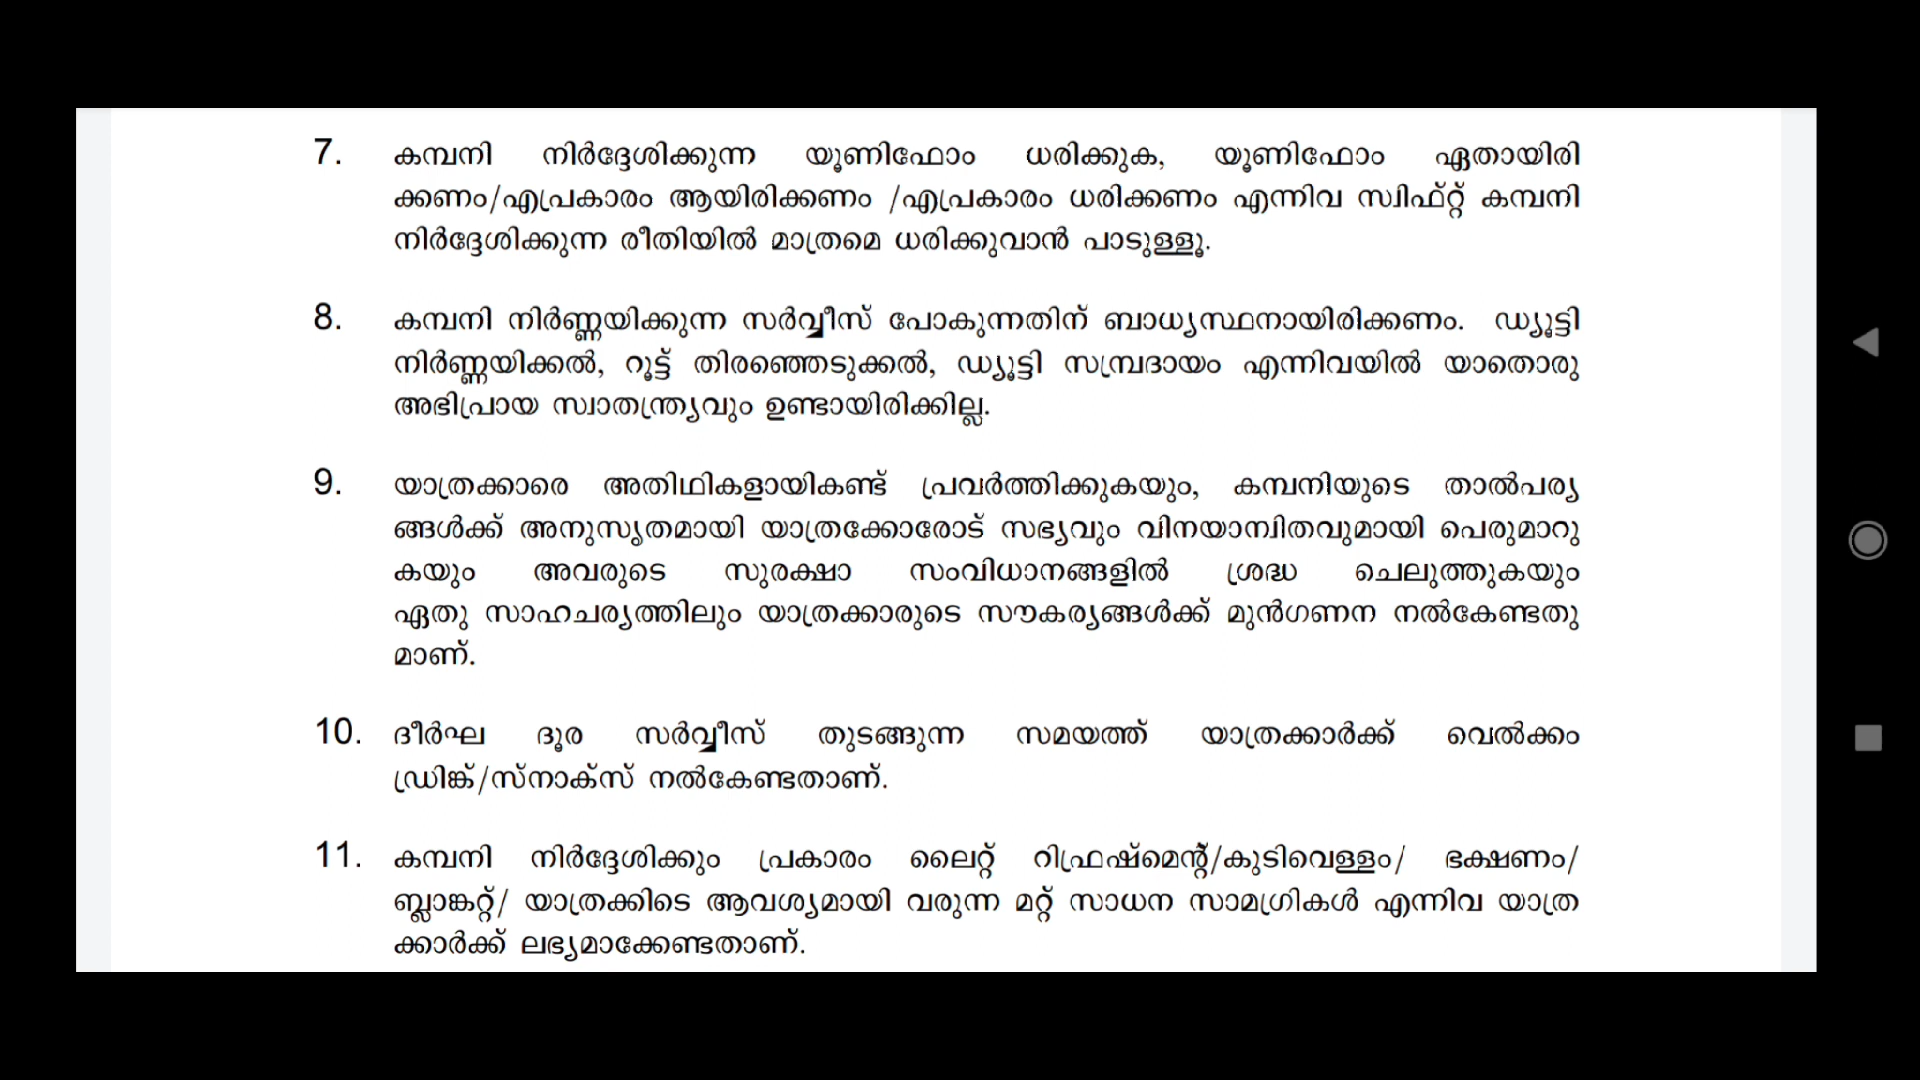 7. കമ്പനി നിർദ്ദേശിക്കുന്ന യൂണിഫോം ധരിക്കുക, യൂണിഫോം ഏതായിരി
ക്കണം/എപ്രകാരം ആയിരിക്കണം /എപ്രകാരം ധരിക്കണം എന്നിവ സ്വിഫ്റ്റ് കമ്പനി
നിർദ്ദേശിക്കുന്ന രീതിയിൽ മാത്രമെ ധരിക്കുവാൻ പാടുള്ളൂ.
8. കമ്പനി നിർണ്ണയിക്കുന്ന സർവ്വീസ് പോകുന്നതിന് ബാധ്യസ്ഥനായിരിക്കണം. ഡ്യൂട്ടി
നിർണ്ണയിക്കൽ, റൂട്ട് തിരഞ്ഞെടുക്കൽ, ഡ്യൂട്ടി സമ്പ്രദായം എന്നിവയിൽ യാതൊരു
അഭിപ്രായ സ്വാതന്ത്ര്യവും ഉണ്ടായിരിക്കില്ല.
9. യാത്രക്കാരെ അതിഥികളായികണ്ട് പ്രവർത്തിക്കുകയും, കമ്പനിയുടെ താൽപര്യ
ങ്ങൾക്ക് അനുസൃതമായി യാത്രക്കോരോട് സഭ്യവും വിനയാന്വിതവുമായി പെരുമാറു
കയും അവരുടെ സുരക്ഷാ സംവിധാനങ്ങളിൽ ശ്രദ്ധ ചെലുത്തുകയും
ഏതു സാഹചര്യത്തിലും യാത്രക്കാരുടെ സൗകര്യങ്ങൾക്ക് മുൻഗണന നൽകേണ്ടതു
മാണ്.
10. ദീർഘ ദൂര സർവ്വീസ് തുടങ്ങുന്ന സമയത്ത് യാത്രക്കാർക്ക് വെൽക്കം
ഡ്രിങ്ക്/സ്നാക്സ് നൽകേണ്ടതാണ്.
11. കമ്പനി നിർദ്ദേശിക്കും പ്രകാരം ലൈറ്റ് റിഫ്രഷ്മെന്റ്/കുടിവെള്ളം/ ഭക്ഷണം/
ബ്ലാങ്കറ്റ്/ യാത്രക്കിടെ ആവശ്യമായി വരുന്ന മറ്റ് സാധന സാമഗ്രികൾ എന്നിവ യാത്ര
ക്കാർക്ക് ലഭ്യമാക്കേണ്ടതാണ്.